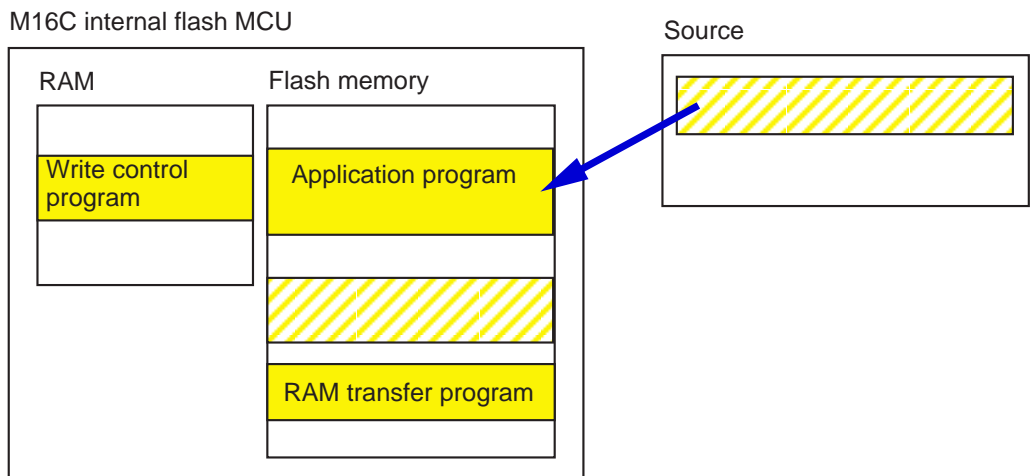 M16C internal flash MCU
Source
RAM
Flash memory
Write control
program
Application program
RAM transfer program